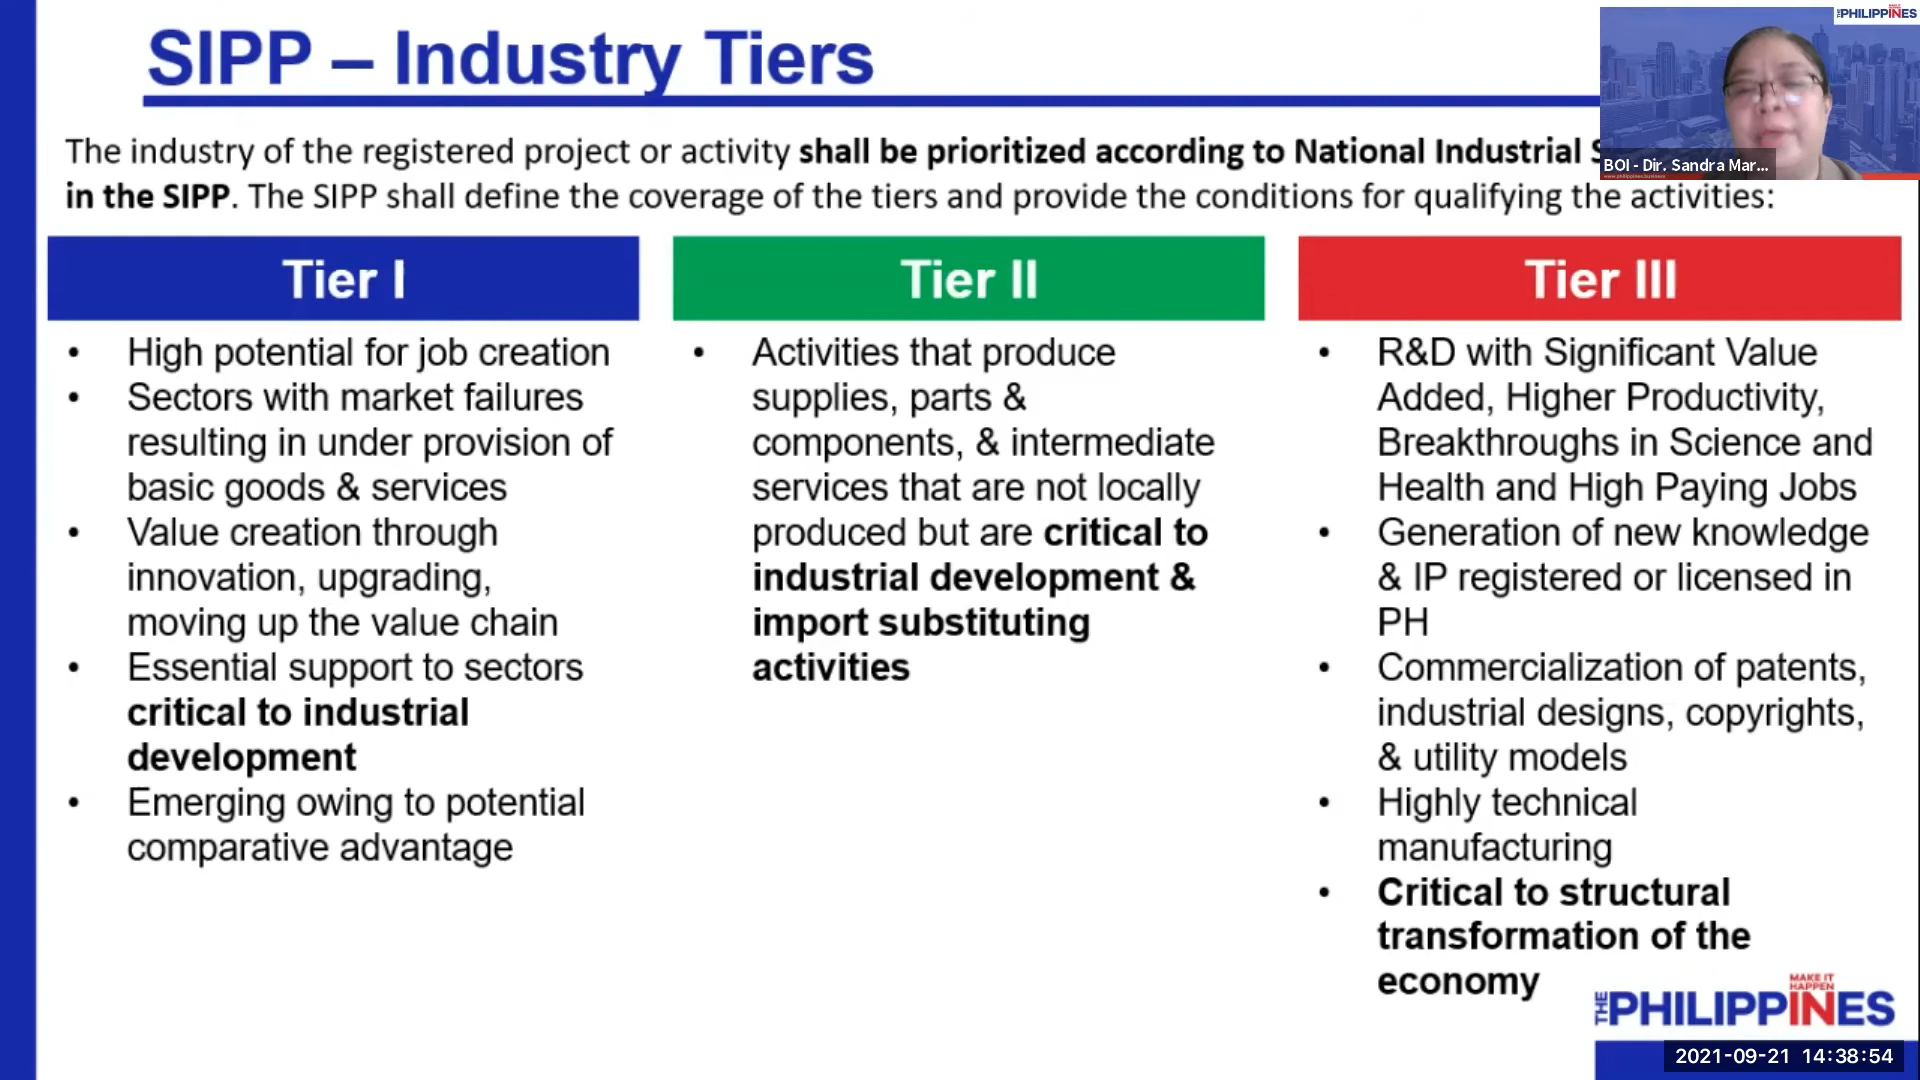 SIPP – Industry Tiers
The industry of the registered project or activity shall be prioritized according to National Industrial S
in the SIPP. The SIPP shall define the coverage of the tiers and provide the conditions for qualifying the activities:
THE PHILIPPINES
MAKE IT
BOI - Dir. Sandra Mar...
Tier I
• High potential for job creation
• Sectors with market failures
resulting in under provision of
basic goods & services
• Value creation through
innovation, upgrading,
moving up the value chain
• Essential support to sectors
critical to industrial
development
• Emerging owing to potential
comparative advantage
Tier II
• Activities that produce
supplies, parts &
components, & intermediate
services that are not locally
produced but are critical to
industrial development &
import substituting
activities
Tier III
• R&D with Significant Value
Added, Higher Productivity,
Breakthroughs in Science and
Health and High Paying Jobs
• Generation of new knowledge
& IP registered or licensed in
PH
• Commercialization of patents,
industrial designs, copyrights,
& utility models
• Highly technical
manufacturing
• Critical to structural
transformation of the
economy
MAKE IT
HAPPEN
THE PHILIPPINES
2021-09-21 14:38:54